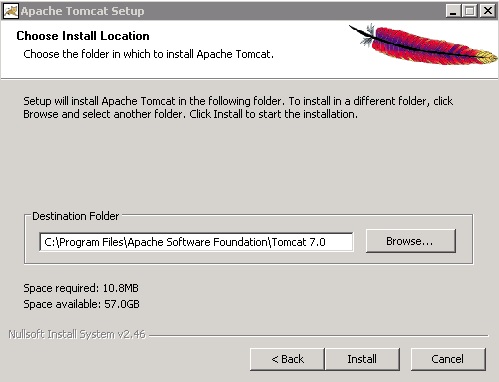 Apache Tomcat Setup
Choose Install Location
Choose the folder in which to install Apache Tomcat.
Setup will install Apache Tomcat in the following folder. To install in a different folder, click
Browse and select another folder. Click Install to start the installation.
Destination Folder
C:\Program Files\Apache Software Foundation\Tomcat 7.0
Browse...
Space required: 10.8MB
Space available: 57.0GB
Nullsoft Install System v2.46
< Back
Install
Cancel